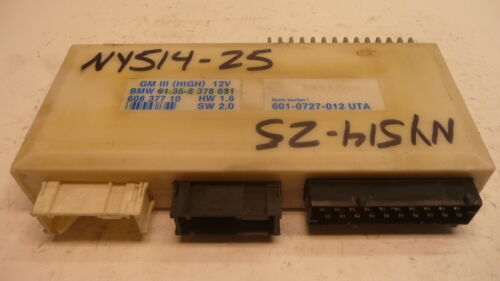 NY514-25
GM III (HIGH) 12V
BMW 61.35-8 378 631
608 377 10 HW 1.6
SW 2.0
601-0727-012 UTA
NY514-25